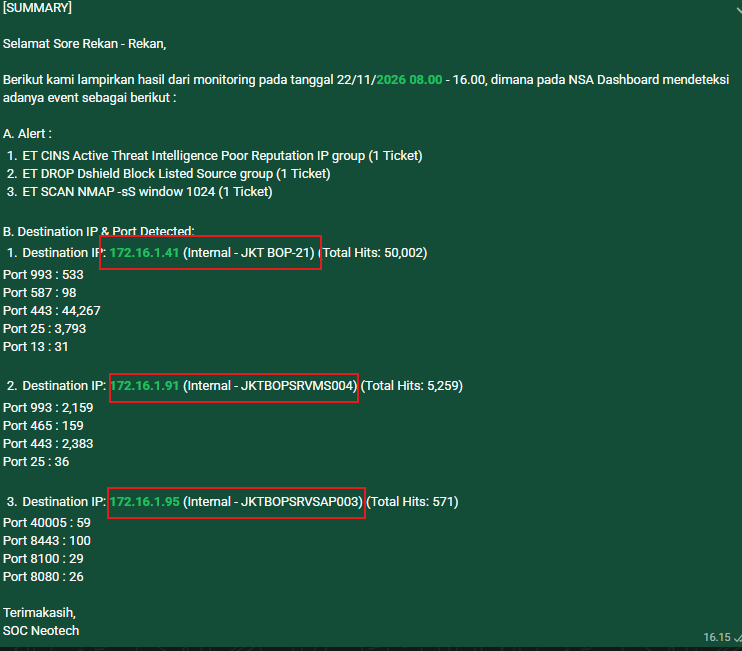 [SUMMARY]
Selamat Sore Rekan - Rekan,
Berikut kami lampirkan hasil dari monitoring pada tanggal 22/11/2026 08.00 - 16.00, dimana pada NSA Dashboard mendeteksi
adanya event sebagai berikut :
A. Alert :
1. ET CINS Active Threat Intelligence Poor Reputation IP group (1 Ticket)
2. ET DROP Dshield Block Listed Source group (1 Ticket)
3. ET SCAN NMAP -sS window 1024 (1 Ticket)
B. Destination IP & Port Detected:
1. Destination IP: 172.16.1.41 (Internal - JKT BOP-21) (Total Hits: 50,002)
Port 993 : 533
Port 587 : 98
Port 443 : 44,267
Port 25 : 3,793
Port 13 : 31
2. Destination IP: 172.16.1.91 (Internal - JKTBOPSRVMS004) (Total Hits: 5,259)
Port 993 : 2,159
Port 465 : 159
Port 443 : 2,383
Port 25 : 36
3. Destination IP: 172.16.1.95 (Internal - JKTBOPSRVSAP003) (Total Hits: 571)
Port 40005 : 59
Port 8443 : 100
Port 8100 : 29
Port 8080 : 26
Terimakasih,
SOC Neotech
16.15